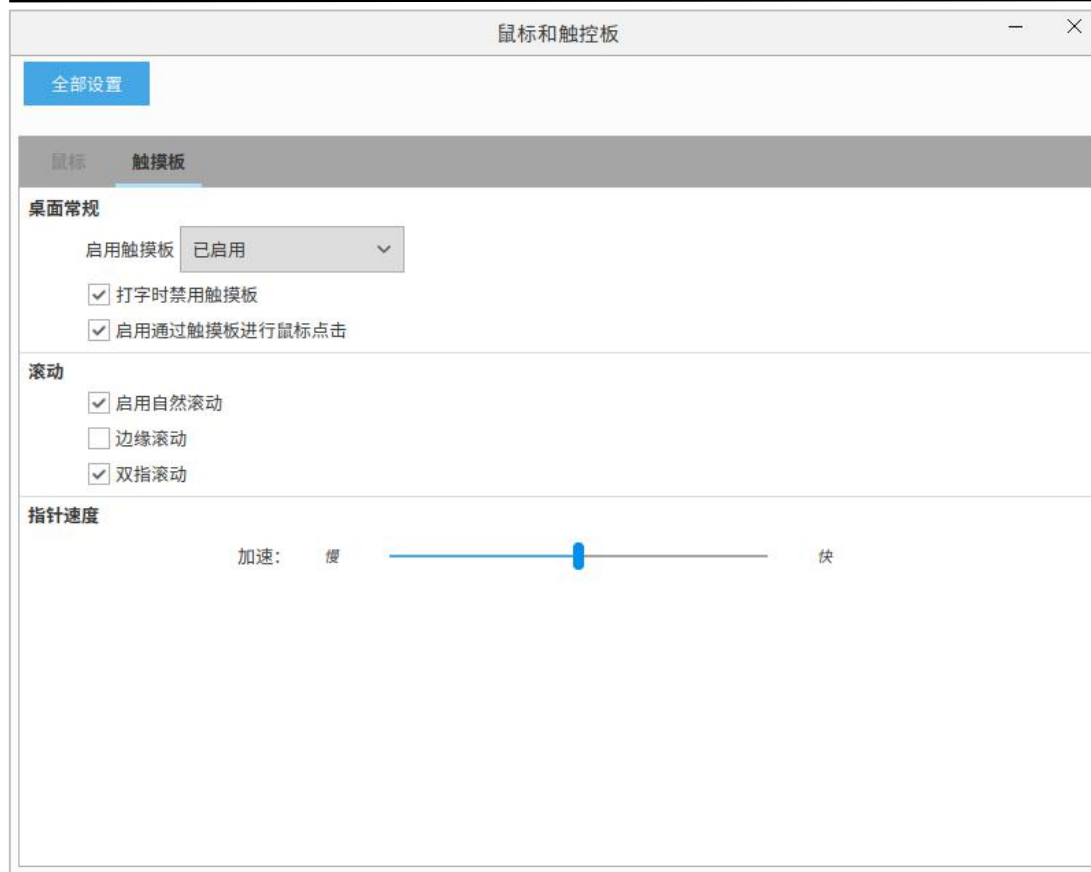 鼠标和触控板
全部设置
鼠标 触摸板
桌面常规
启用触摸板 已启用
打字时禁用触摸板
启用通过触摸板进行鼠标点击
滚动
启用自然滚动
边缘滚动
双指滚动
指针速度
加速： 慢 快